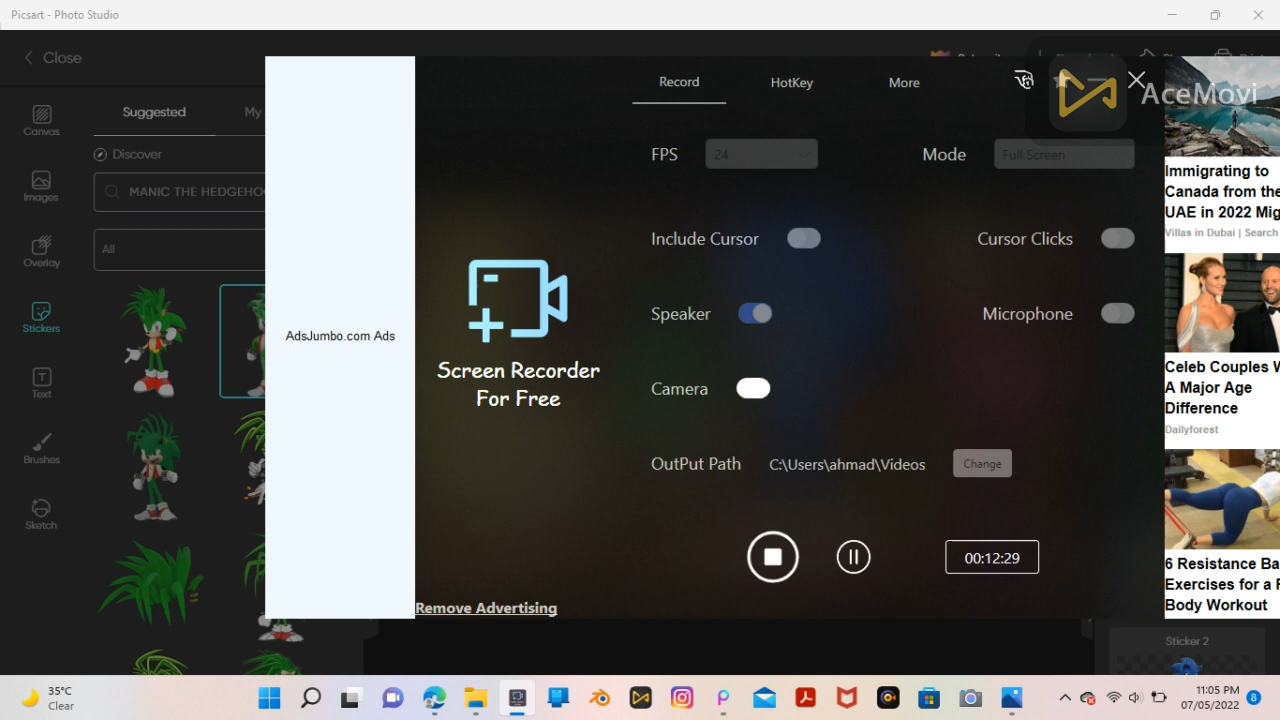 Picsart - Photo Studio
Close
AceMovi
Record
HotKey
More
Canvas
Images
Overlay
Stickers
Text
Brushes
Sketch
Suggested
My
Discover
MANIC THE HEDGEHO
All
AdsJumbo.com Ads
Screen Recorder
For Free
FPS
24
Mode
Full Screen
Include Cursor
Cursor Clicks
Speaker
Microphone
Camera
OutPut Path
C:\Users\ahmad\Videos
Change
00:12:29
Remove Advertising
Immigrating to
Canada from the
UAE in 2022 Mig
Villas in Dubai | Search
Celeb Couples W
A Major Age
Difference
Dailyforest
6 Resistance Ba
Exercises for a F
Body Workout
Sticker 2
35°C
Clear
11:05 PM
07/05/2022
8